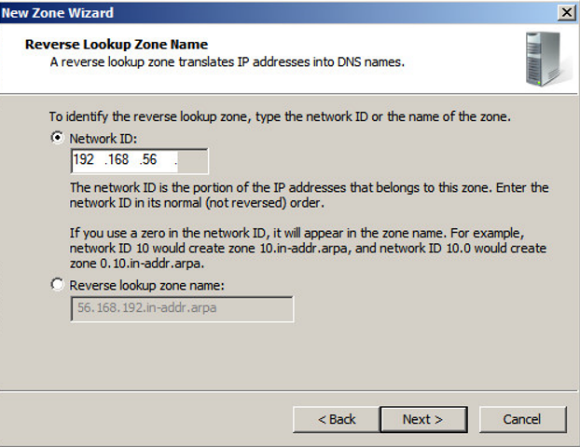 New Zone Wizard
Reverse Lookup Zone Name
A reverse lookup zone translates IP addresses into DNS names.
To identify the reverse lookup zone, type the network ID or the name of the zone.
Network ID:
192 .168 .56 .
The network ID is the portion of the IP addresses that belongs to this zone. Enter the
network ID in its normal (not reversed) order.
If you use a zero in the network ID, it will appear in the zone name. For example,
network ID 10 would create zone 10.in-addr.arpa, and network ID 10.0 would create
zone 0.10.in-addr.arpa.
Reverse lookup zone name:
56.168.192.in-addr.arpa
< Back Next > Cancel